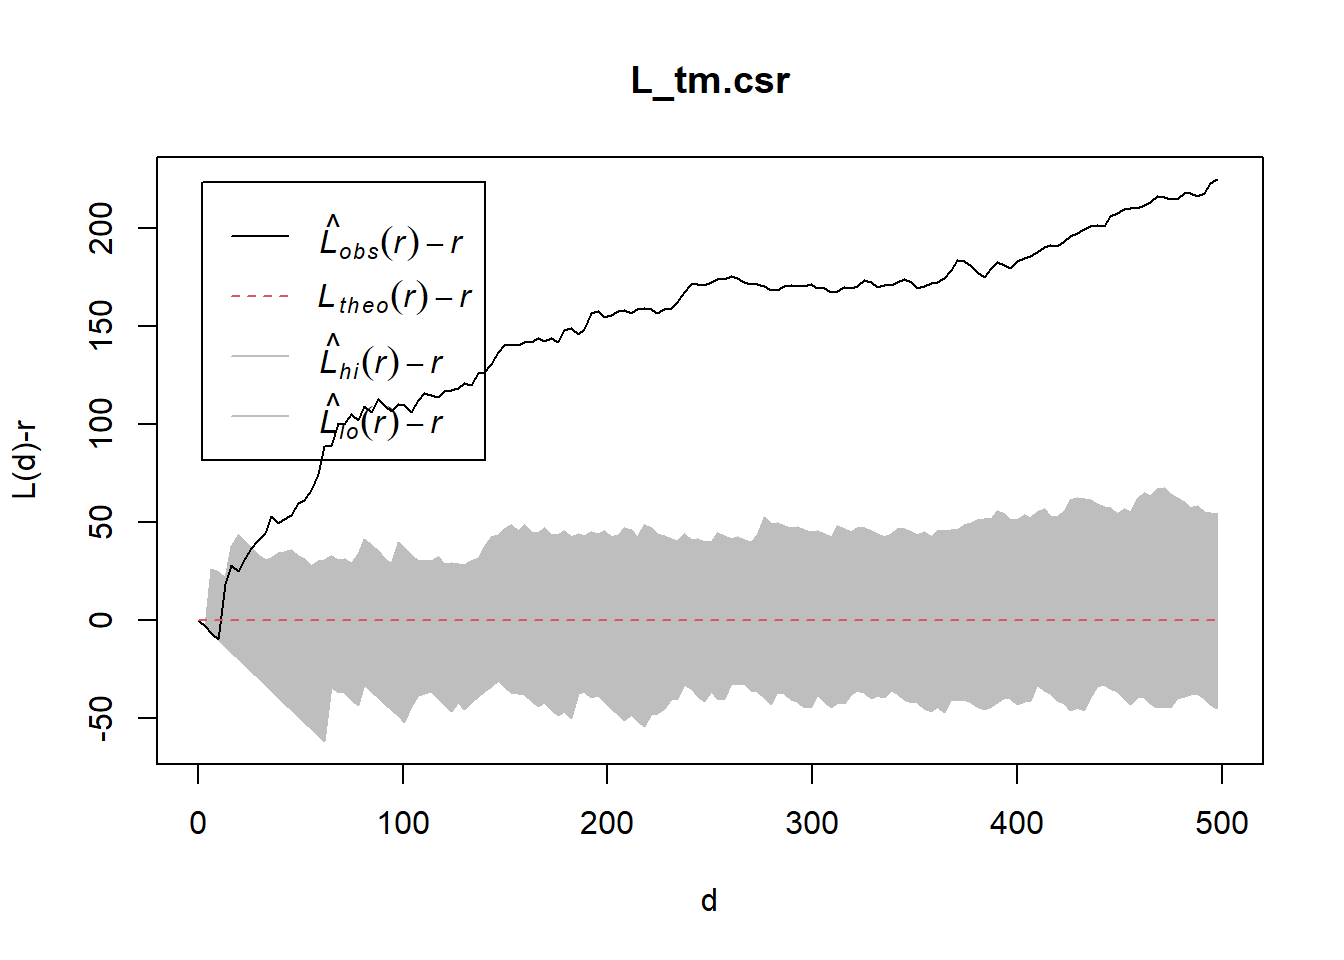 L_tm.csr
L̂obs(r) – r
Ltheo(r) – r
L̂hi(r) – r
L̂lo(r) – r
L(d)-r
200
150
100
50
0
-50
0 100 200 300 400 500
d